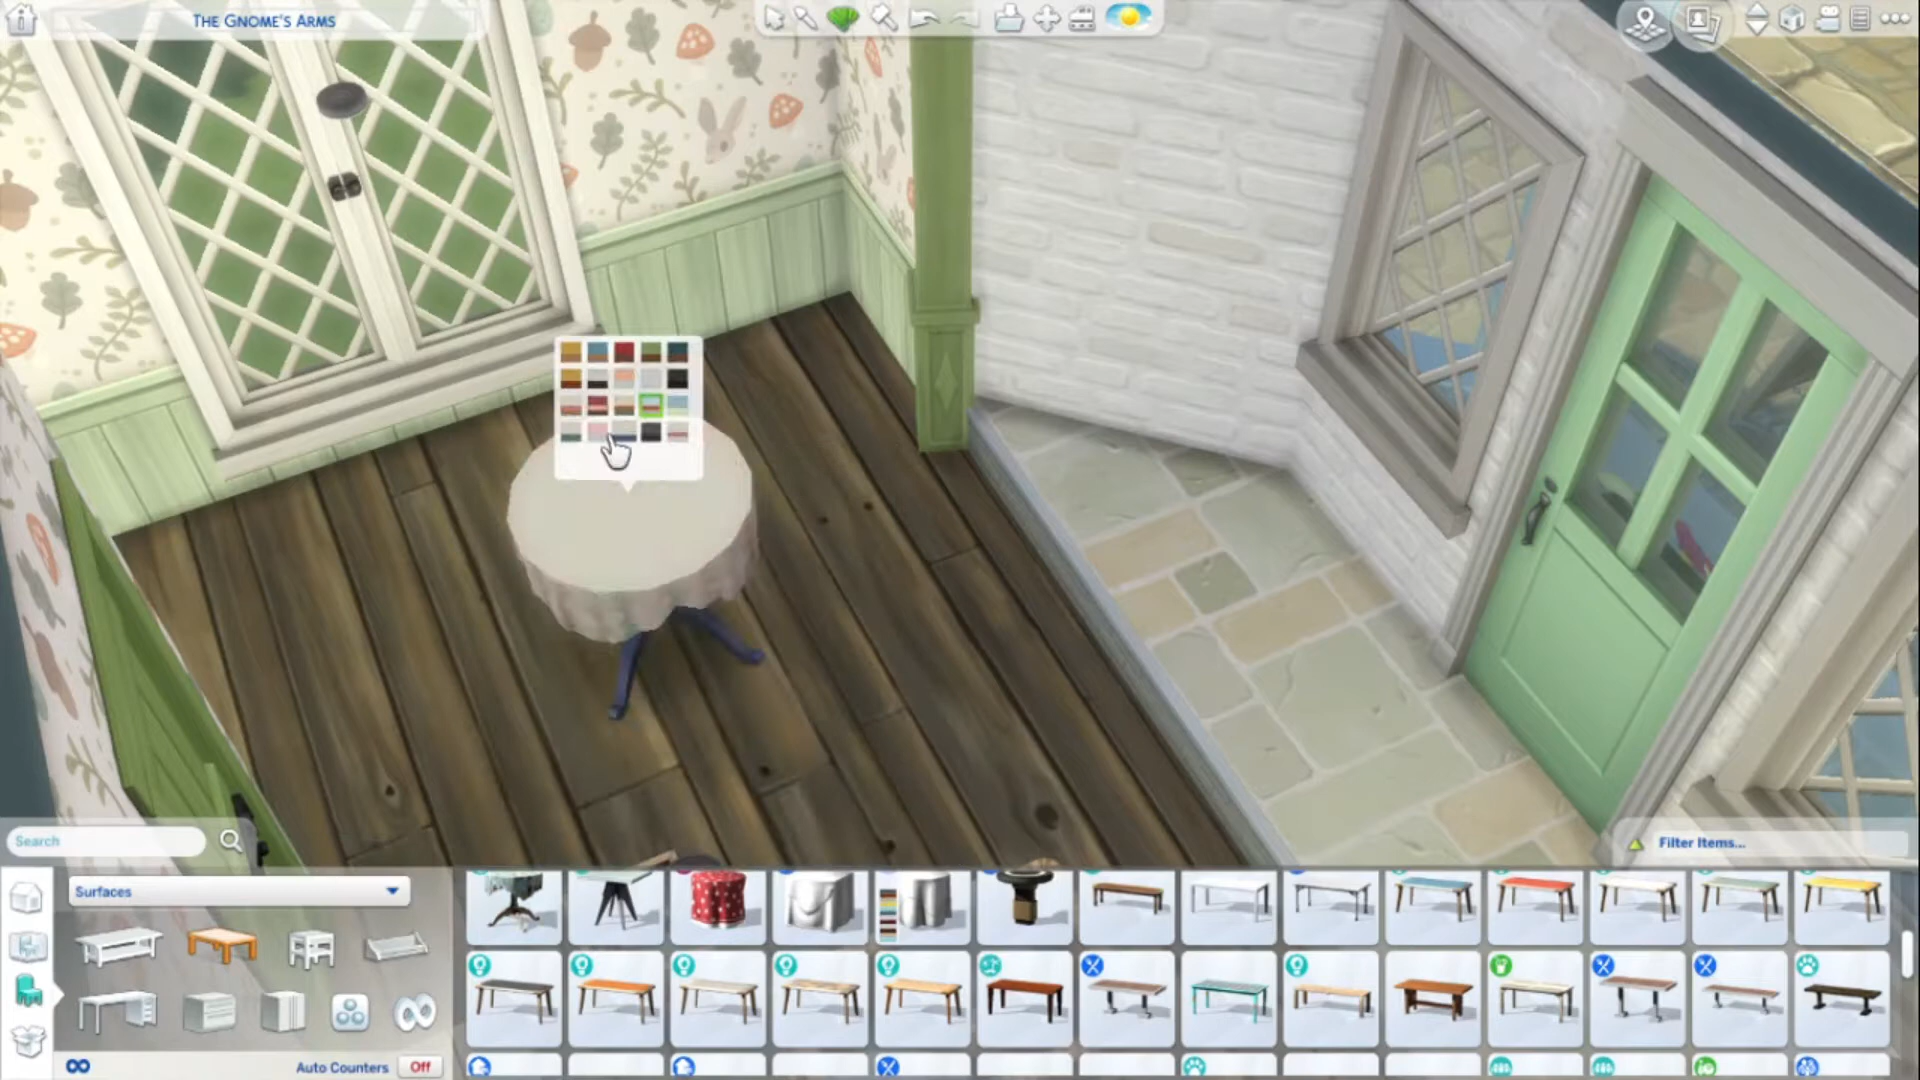 THE GNOME'S ARMS
Search
Filter Items...
Surfaces
Auto Counters
Off